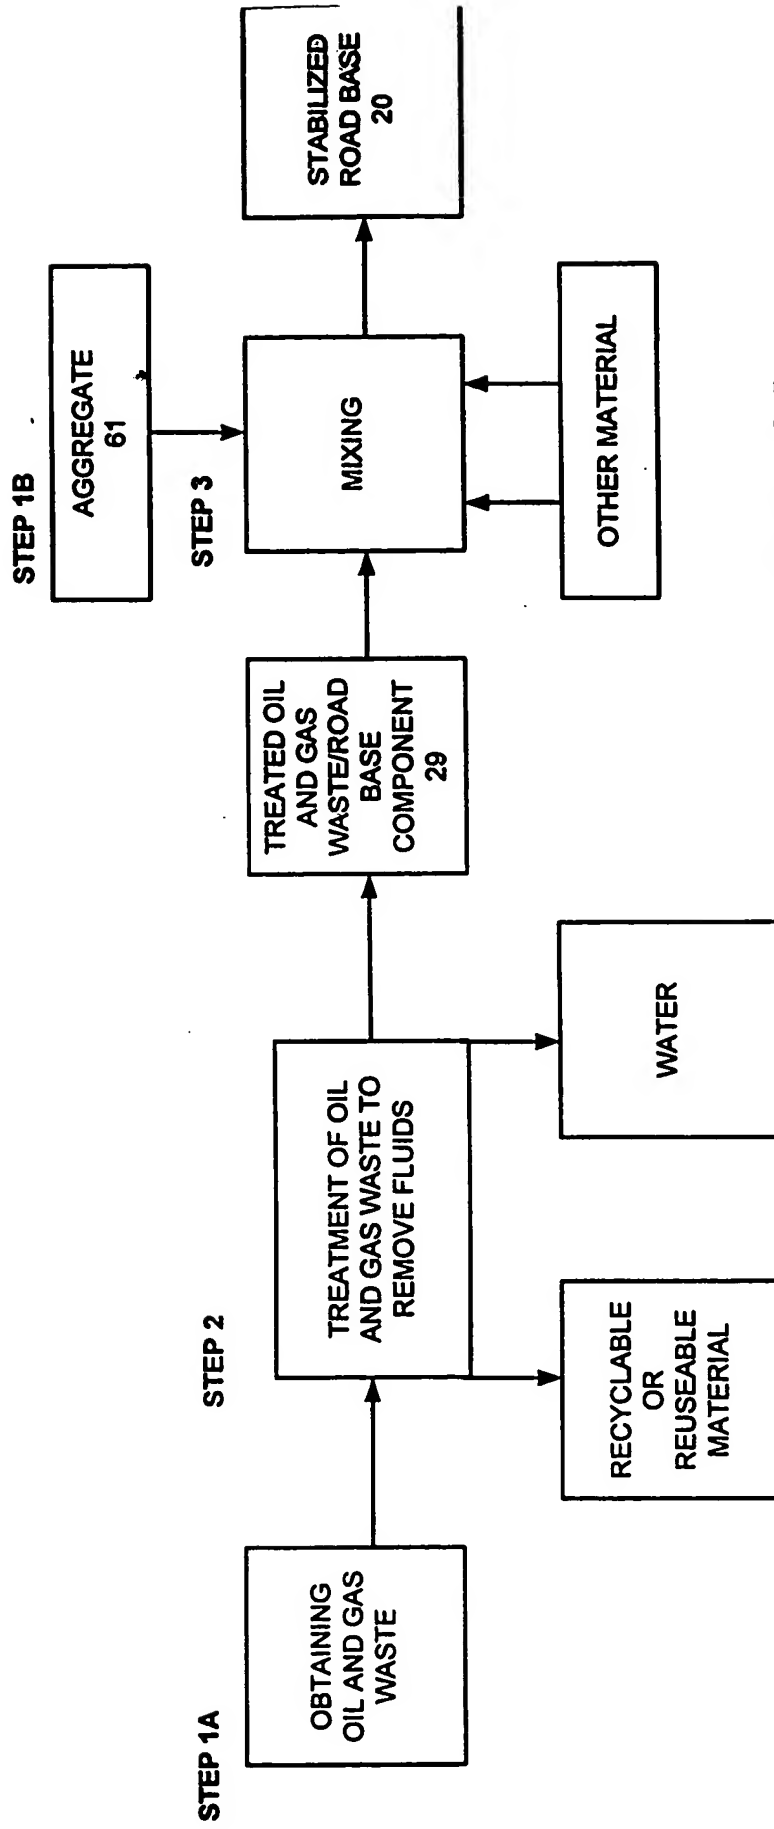 STEP 1A
OBTAINING
OIL AND GAS
WASTE
STEP 2
TREATMENT OF OIL
AND GAS WASTE TO
REMOVE FLUIDS
RECYCLABLE
OR
REUSEABLE
MATERIAL
WATER
TREATED OIL
AND GAS
WASTE/ROAD
BASE
COMPONENT
29
STEP 1B
AGGREGATE
61
STEP 3
MIXING
OTHER MATERIAL
STABILIZED
ROAD BASE
20